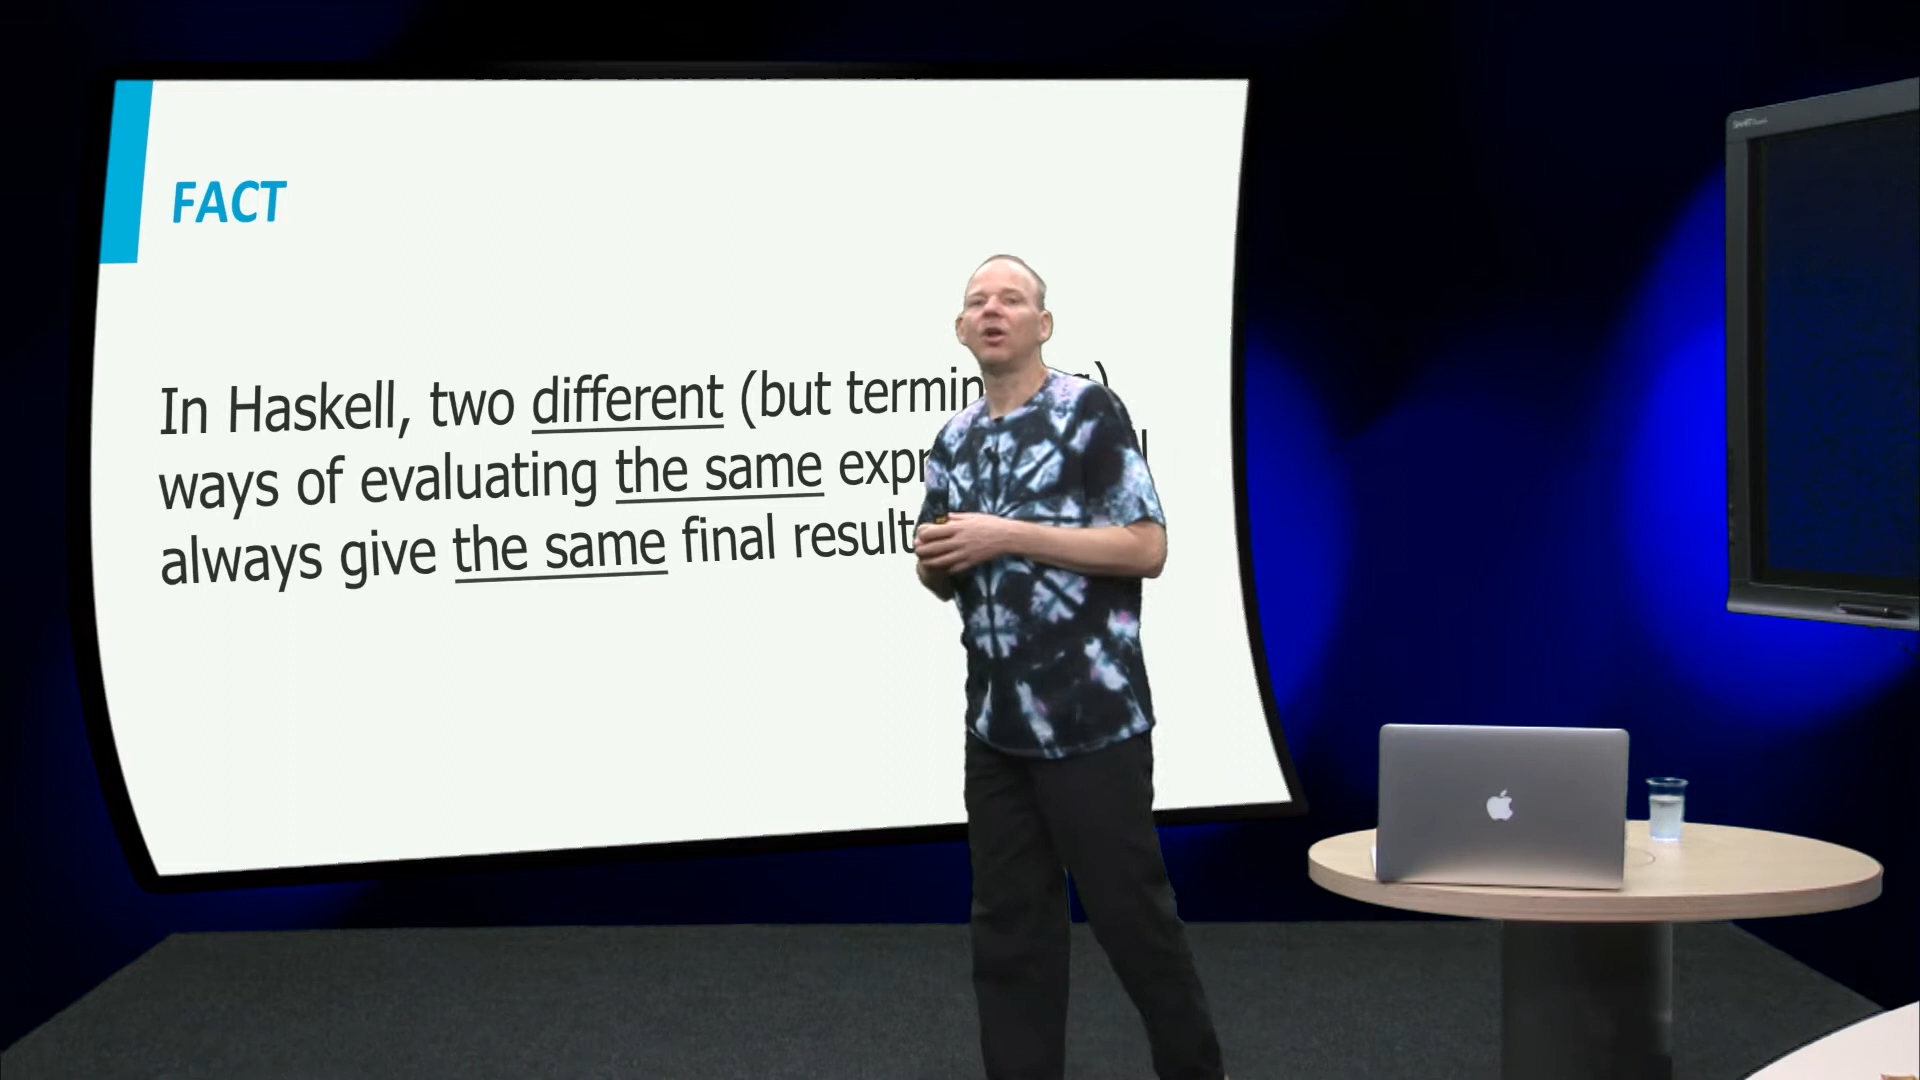 FACT
In Haskell, two different (but termin
ways of evaluating the same expr
always give the same final result